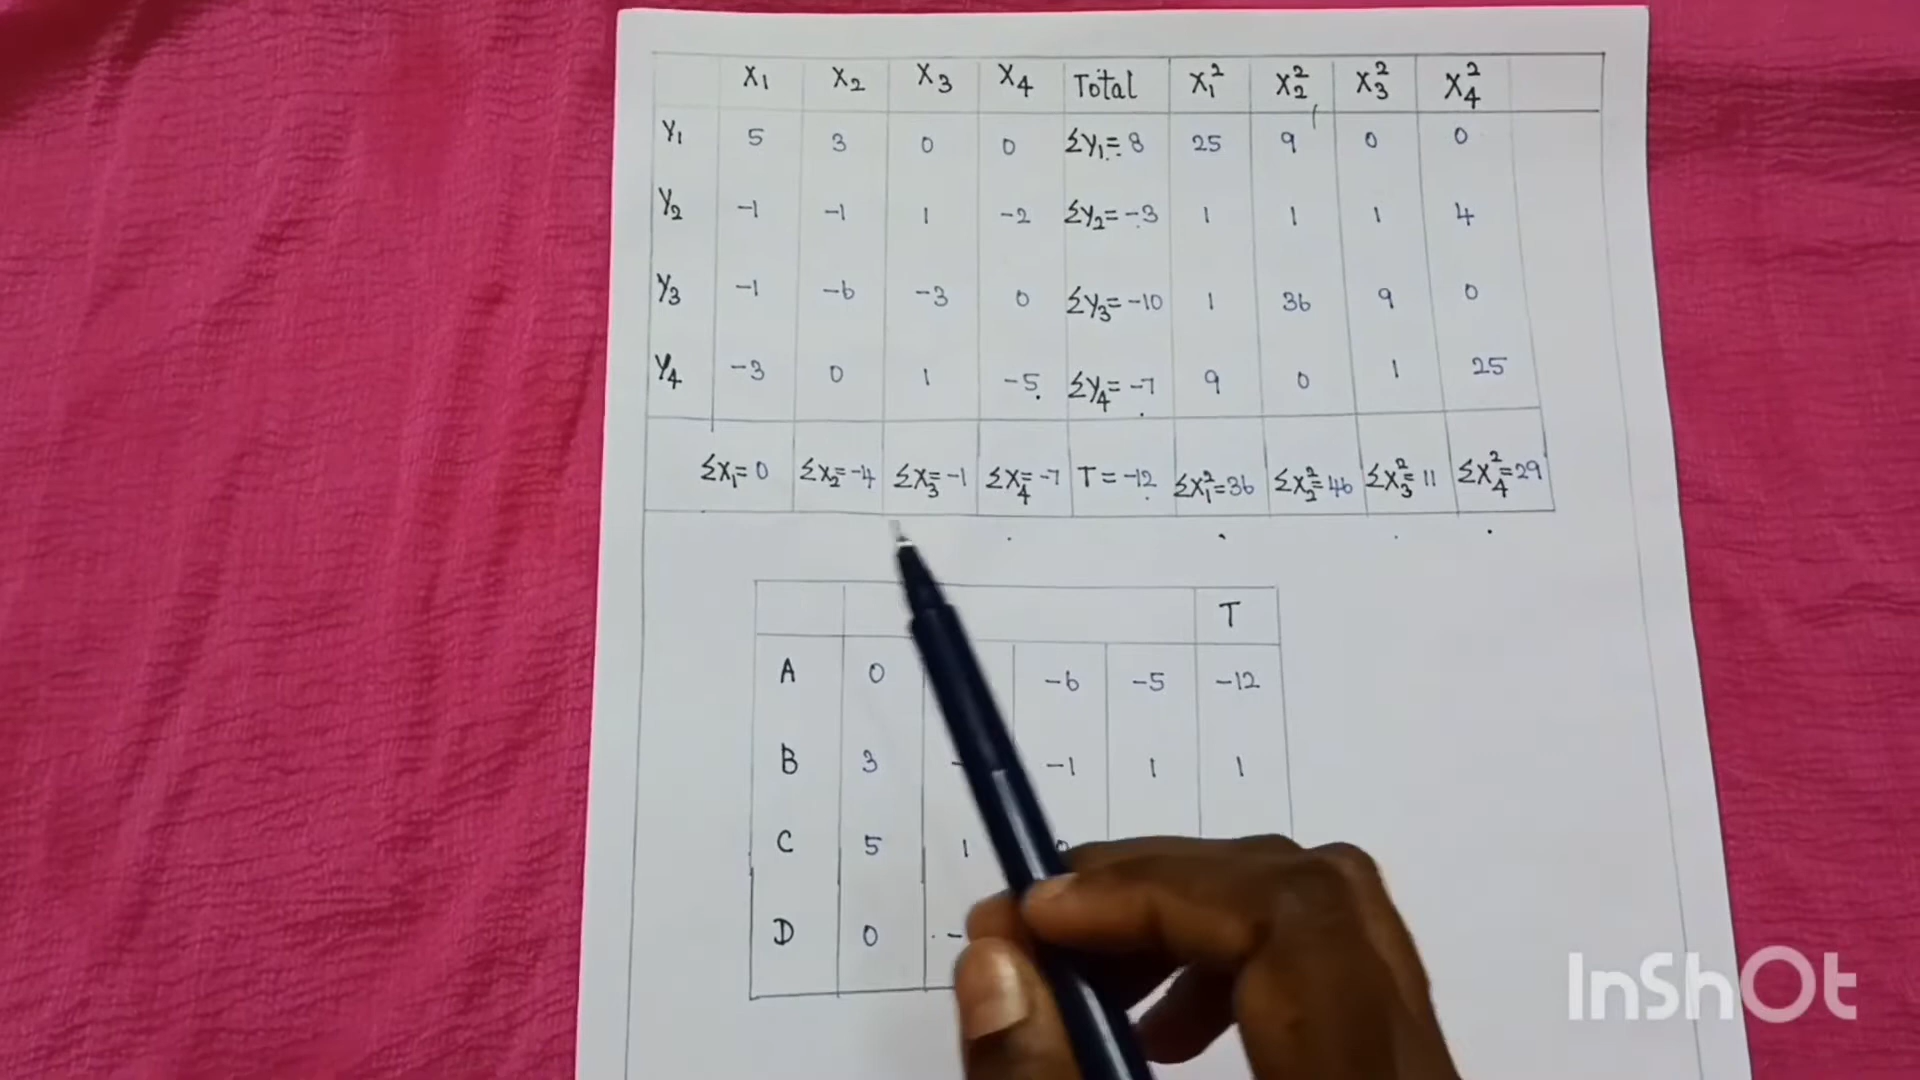 X1 X2 X3 X4 Total X1² X2² X3² X4²
Y1 5 3 0 0 ΣY1= 8 25 9 0 0
Y2 -1 -1 1 -2 ΣY2= -3 1 1 1 4
Y3 -1 -6 -3 0 ΣY3= -10 1 36 9 0
Y4 -3 0 1 -5 ΣY4= -7 9 0 1 25
ΣX1= 0 ΣX2= -4 ΣX3= -1 ΣX4= -7 T = -12 ΣX1²=36 ΣX2²=46 ΣX3²= 11 ΣX4²=29
T
A 0 -6 -5 -12
B 3 -1 1 1
C 5 1
D 0
InShOt